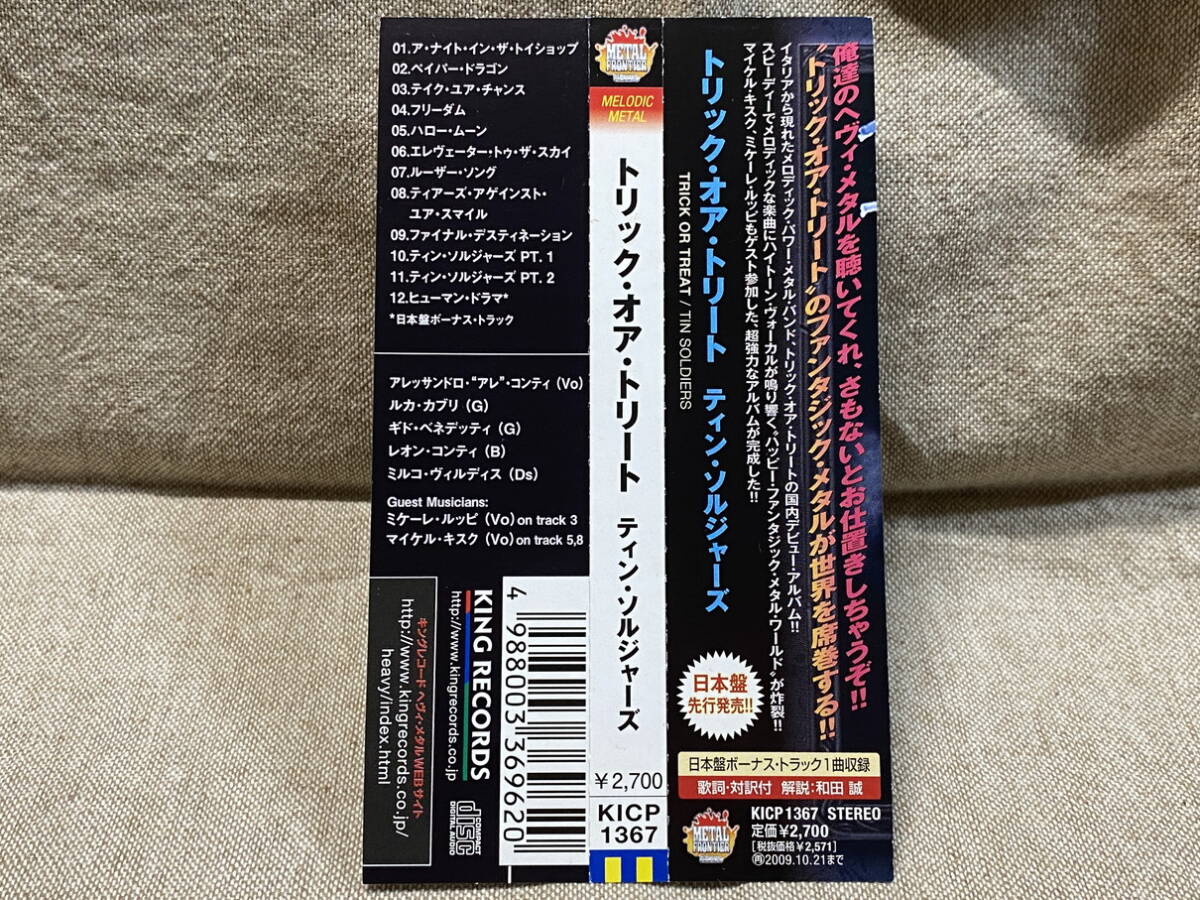 01.ア・ナイト・イン・ザ・トイショップ
02.ペイパー・ドラゴン
03.テイク・ユア・チャンス
04.フリーダム
05.ハロー・ムーン
06.エレヴェーター・トゥ・ザ・スカイ
07.ルーザー・ソング
08.ティアーズ・アゲインスト・
ユア・スマイル
09.ファイナル・デスティネーション
10.ティン・ソルジャーズ PT. 1
11.ティン・ソルジャーズ PT. 2
12.ヒューマン・ドラマ*
*日本盤ボーナス・トラック
アレッサンドロ・“アレ”・コンティ (Vo)
ルカ・カブリ (G)
ギド・ベネデッティ (G)
レオン・コンティ (B)
ミルコ・ヴィルディス (Ds)
Guest Musicians:
ミケーレ・ルッピ (Vo) on track 3
マイケル・キスク (Vo) on track 5,8
キングレコード ヘヴィ・メタルWEBサイト
http://www.kingrecords.co.jp/
heavy/index.html
KING RECORDS
http://www.kingrecords.co.jp
COMPACT
disc
DIGITAL AUDIO
4 988003 369620
METAL
FRONTIER
MELODIC
METAL
トリック・オア・トリート ティン・ソルジャーズ
¥2,700
KICP
1367
俺達のヘヴィ・メタルを聴いてくれ、さもないとお仕置きしちゃうぞ!!
“トリック・オア・トリート”のファンタジック・メタルが世界を席巻する!!
イタリアから現れたメロディック・パワー・メタル・バンド、トリック・オア・トリートの国内デビュー・アルバム!!
スピーディーでメロディックな楽曲にハイトーン・ヴォーカルが鳴り響く“ハッピー・ファンタジック・メタル・ワールド”が炸裂!!
マイケル・キスク、ミケーレ・ルッピもゲスト参加した、超強力なアルバムが完成した!!
トリック・オア・トリート ティン・ソルジャーズ
TRICK OR TREAT / TIN SOLDIERS
日本盤
先行発売!!
日本盤ボーナス・トラック1曲収録
歌詞・対訳付 解説:和田 誠
METAL
FRONTIER
KICP 1367 STEREO
定価¥2,700
[税抜価格¥2,571]
㊫2009.10.21まで